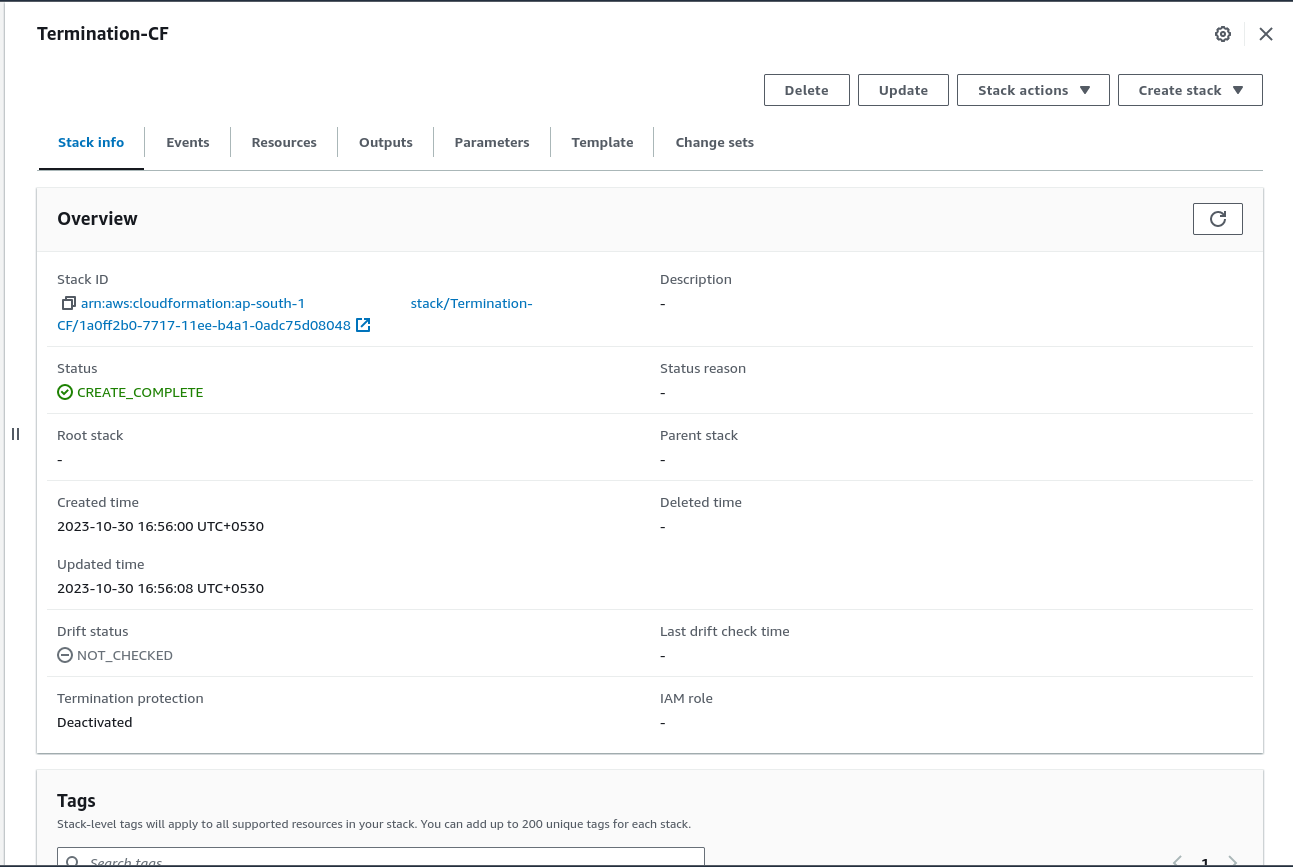 Termination-CF
Delete Update Stack actions Create stack
Stack info Events Resources Outputs Parameters Template Change sets
Overview
Stack ID Description
arn:aws:cloudformation:ap-south-1 stack/Termination- -
CF/1a0ff2b0-7717-11ee-b4a1-0adc75d08048
Status Status reason
CREATE_COMPLETE -
Root stack Parent stack
- -
Created time Deleted time
2023-10-30 16:56:00 UTC+0530 -
Updated time
2023-10-30 16:56:08 UTC+0530
Drift status Last drift check time
NOT_CHECKED -
Termination protection IAM role
Deactivated -
Tags
Stack-level tags will apply to all supported resources in your stack. You can add up to 200 unique tags for each stack.
Search tags 1